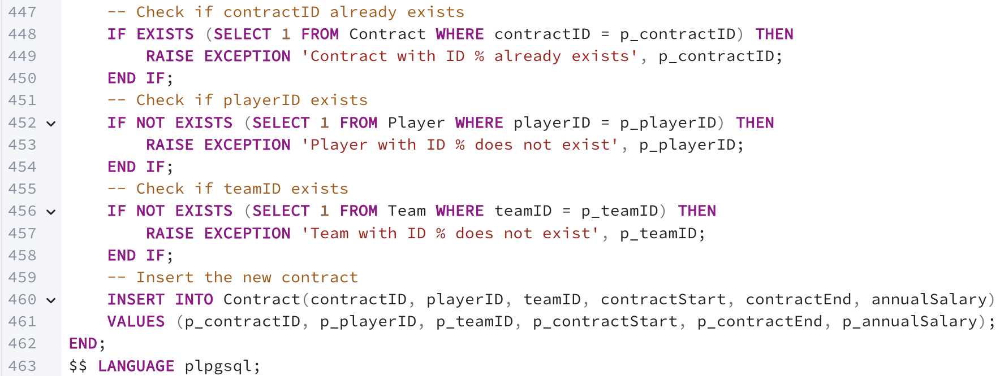 447 -- Check if contractID already exists
448 IF EXISTS (SELECT 1 FROM Contract WHERE contractID = p_contractID) THEN
449 RAISE EXCEPTION 'Contract with ID % already exists', p_contractID;
450 END IF;
451 -- Check if playerID exists
452 IF NOT EXISTS (SELECT 1 FROM Player WHERE playerID = p_playerID) THEN
453 RAISE EXCEPTION 'Player with ID % does not exist', p_playerID;
454 END IF;
455 -- Check if teamID exists
456 IF NOT EXISTS (SELECT 1 FROM Team WHERE teamID = p_teamID) THEN
457 RAISE EXCEPTION 'Team with ID % does not exist', p_teamID;
458 END IF;
459 -- Insert the new contract
460 INSERT INTO Contract(contractID, playerID, teamID, contractStart, contractEnd, annualSalary)
461 VALUES (p_contractID, p_playerID, p_teamID, p_contractStart, p_contractEnd, p_annualSalary);
462 END;
463 $$ LANGUAGE plpgsql;